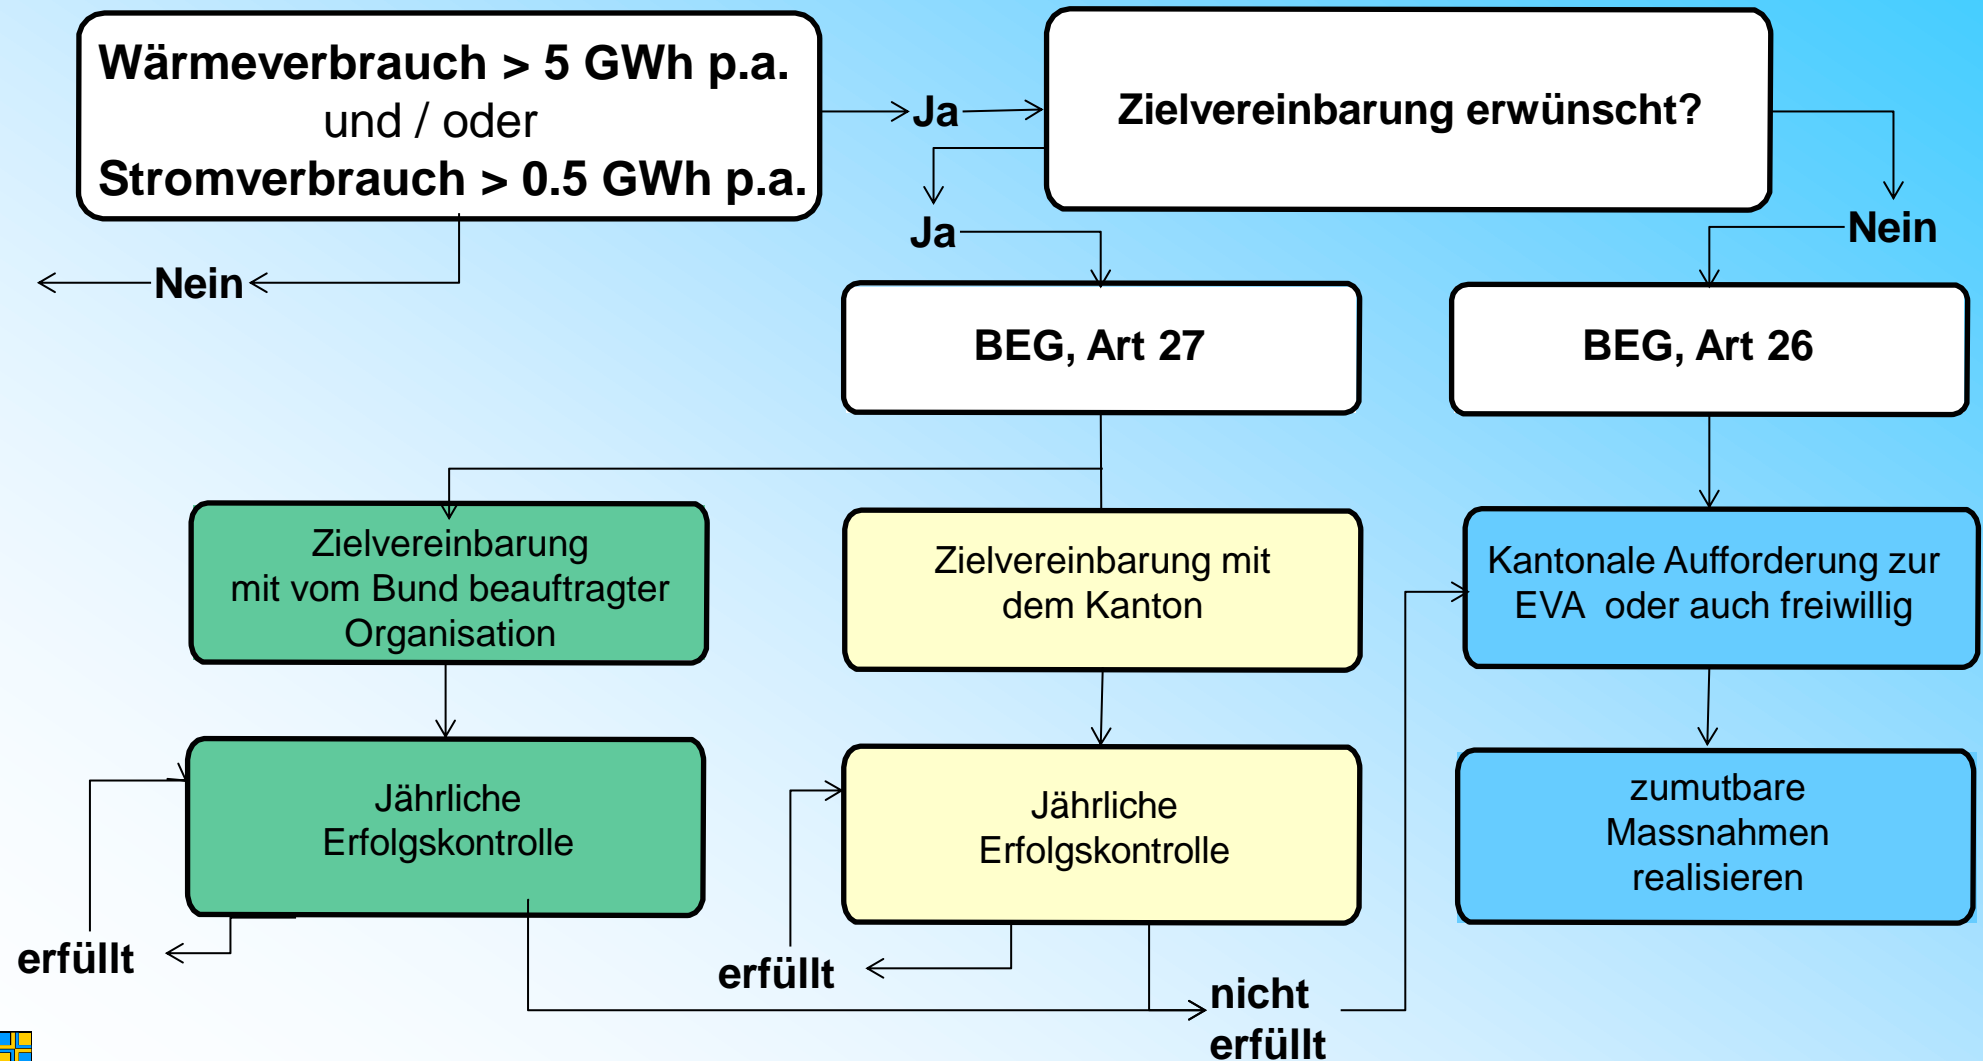 Wärmeverbrauch > 5 GWh p.a.
und / oder
Stromverbrauch > 0.5 GWh p.a.
Ja
Zielvereinbarung erwünscht?
Ja
Nein
Nein
BEG, Art 27
BEG, Art 26
Zielvereinbarung
mit vom Bund beauftragter
Organisation
Zielvereinbarung mit
dem Kanton
Kantonale Aufforderung zur
EVA oder auch freiwillig
Jährliche
Erfolgskontrolle
Jährliche
Erfolgskontrolle
zumutbare
Massnahmen
realisieren
erfüllt
erfüllt
nicht
erfüllt